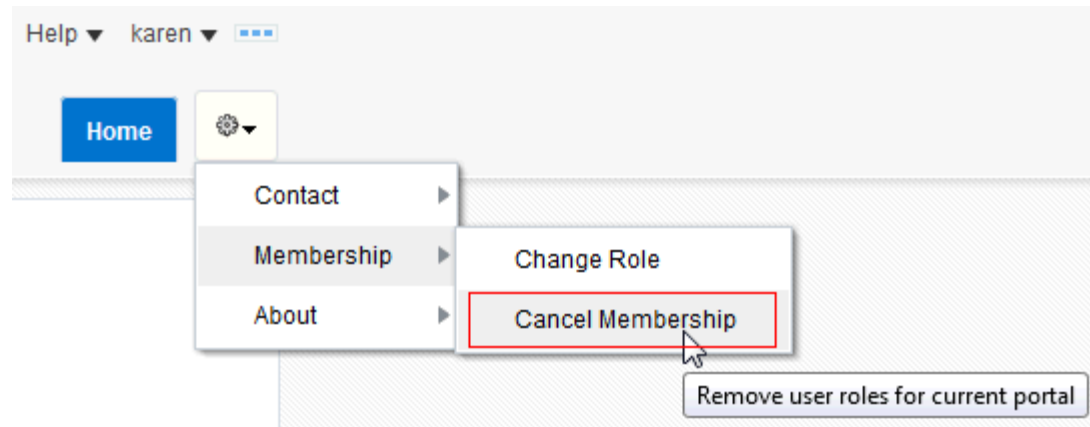 Help karen
Home
Contact
Membership
Change Role
About
Cancel Membership
Remove user roles for current portal